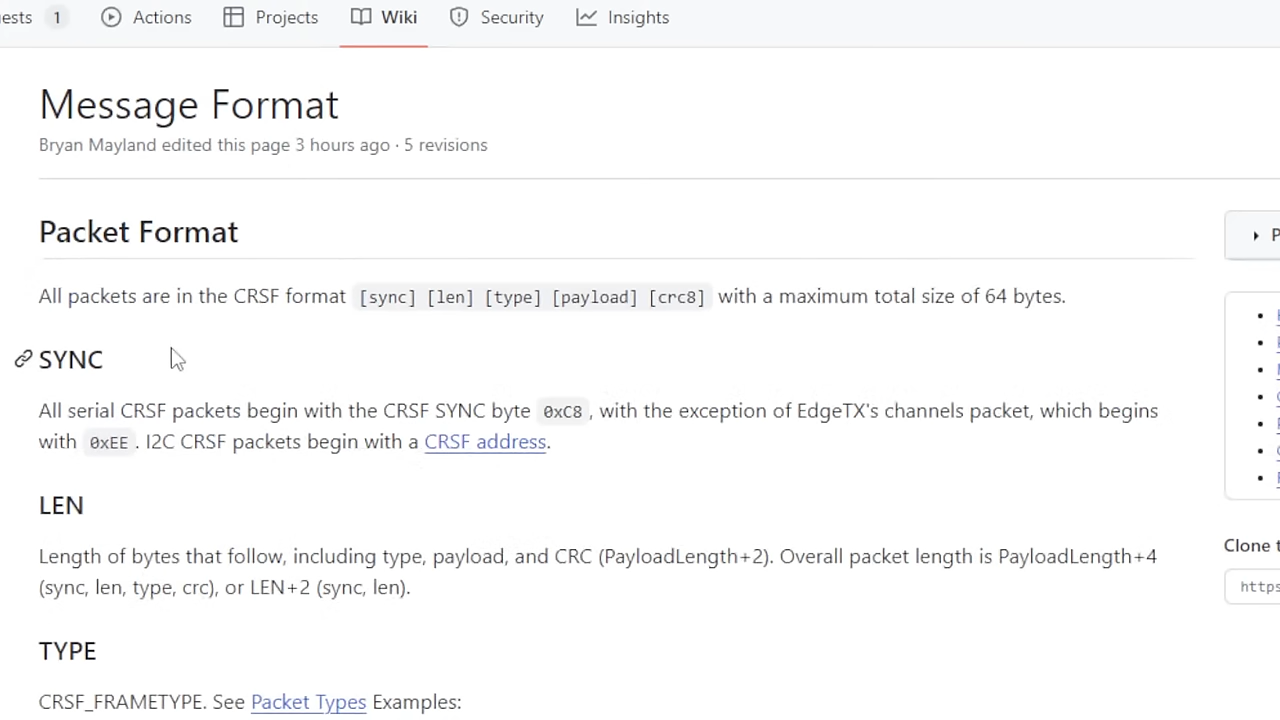 ests 1 Actions Projects Wiki Security Insights
Message Format
Bryan Mayland edited this page 3 hours ago · 5 revisions
Packet Format
All packets are in the CRSF format [sync] [len] [type] [payload] [crc8] with a maximum total size of 64 bytes.
SYNC
All serial CRSF packets begin with the CRSF SYNC byte 0xC8, with the exception of EdgeTX's channels packet, which begins
with 0xEE. I2C CRSF packets begin with a CRSF address.
LEN
Length of bytes that follow, including type, payload, and CRC (PayloadLength+2). Overall packet length is PayloadLength+4
(sync, len, type, crc), or LEN+2 (sync, len).
Clone t
https
TYPE
CRSF_FRAMETYPE. See Packet Types Examples: